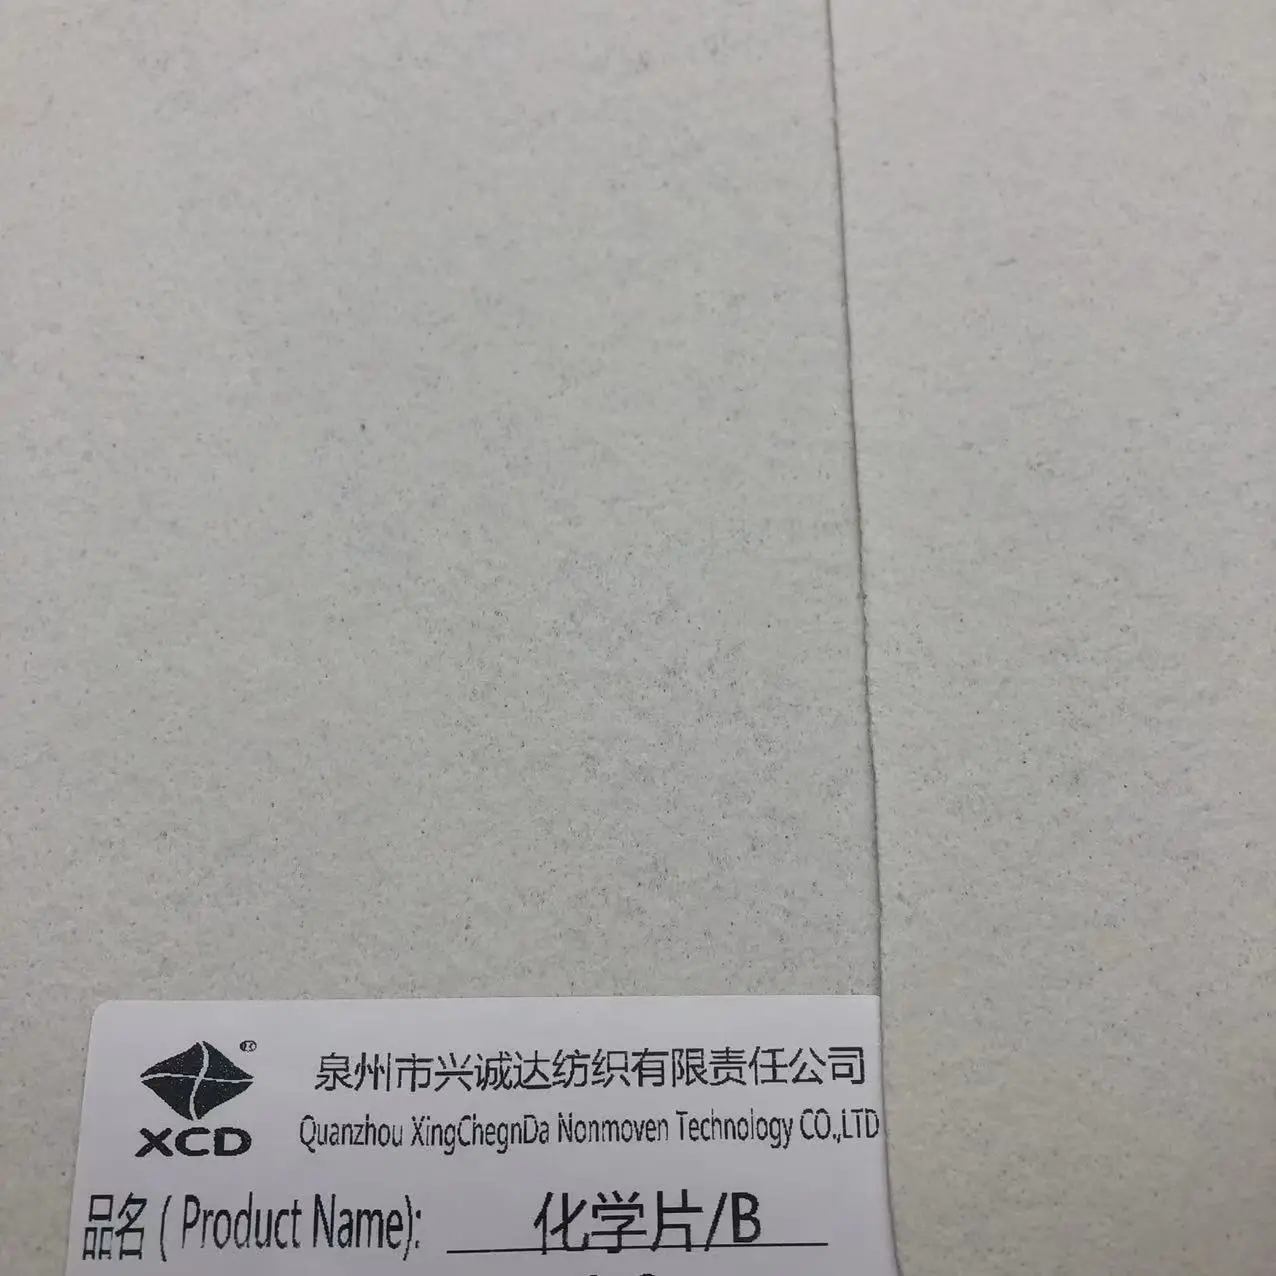 泉州市兴诚达纺织有限责任公司
XCD®
Quanzhou XingChegnDa Nonmoven Technology CO.,LTD
品名 ( Product Name): 化学片/B